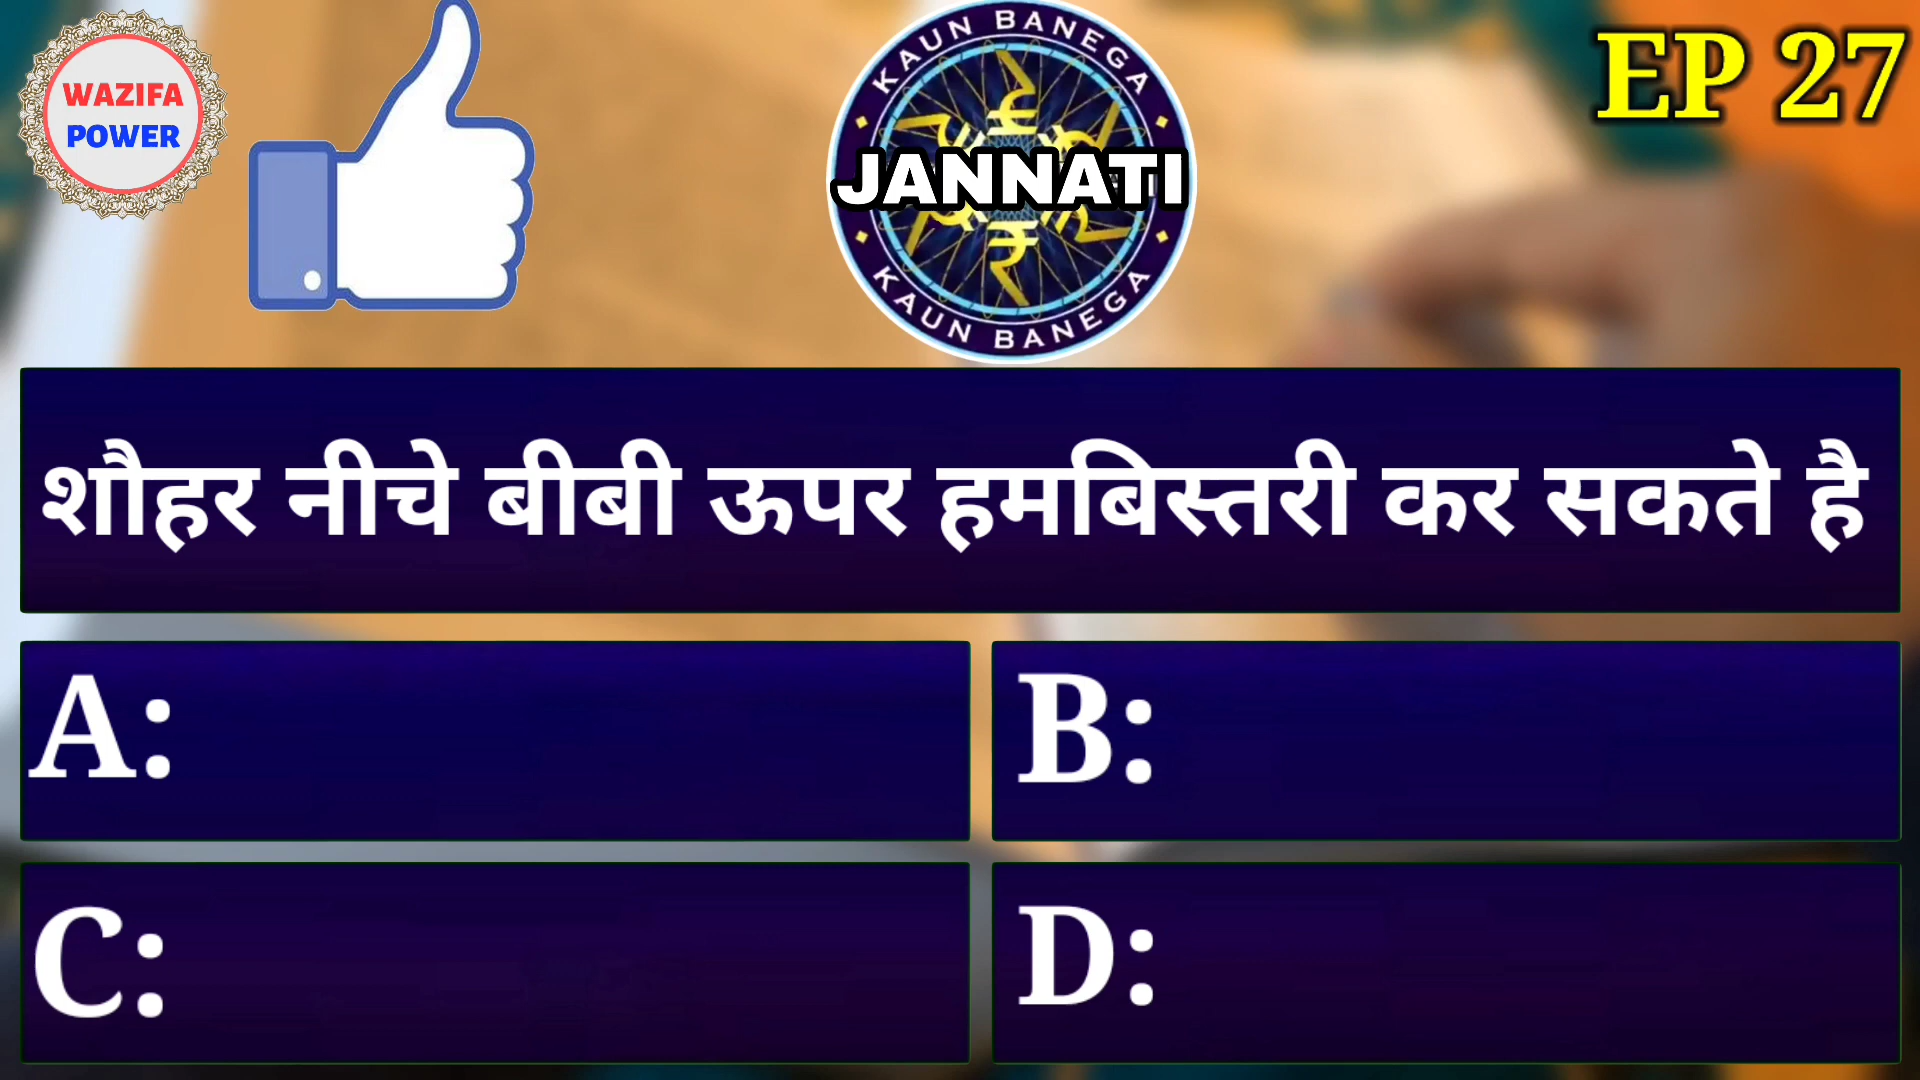 WAZIFA
POWER
KAUN BANEGA
JANNATI
KAUN BANEGA
EP 27
शौहर नीचे बीबी ऊपर हमबिस्तरी कर सकते है
A:
B:
C:
D: